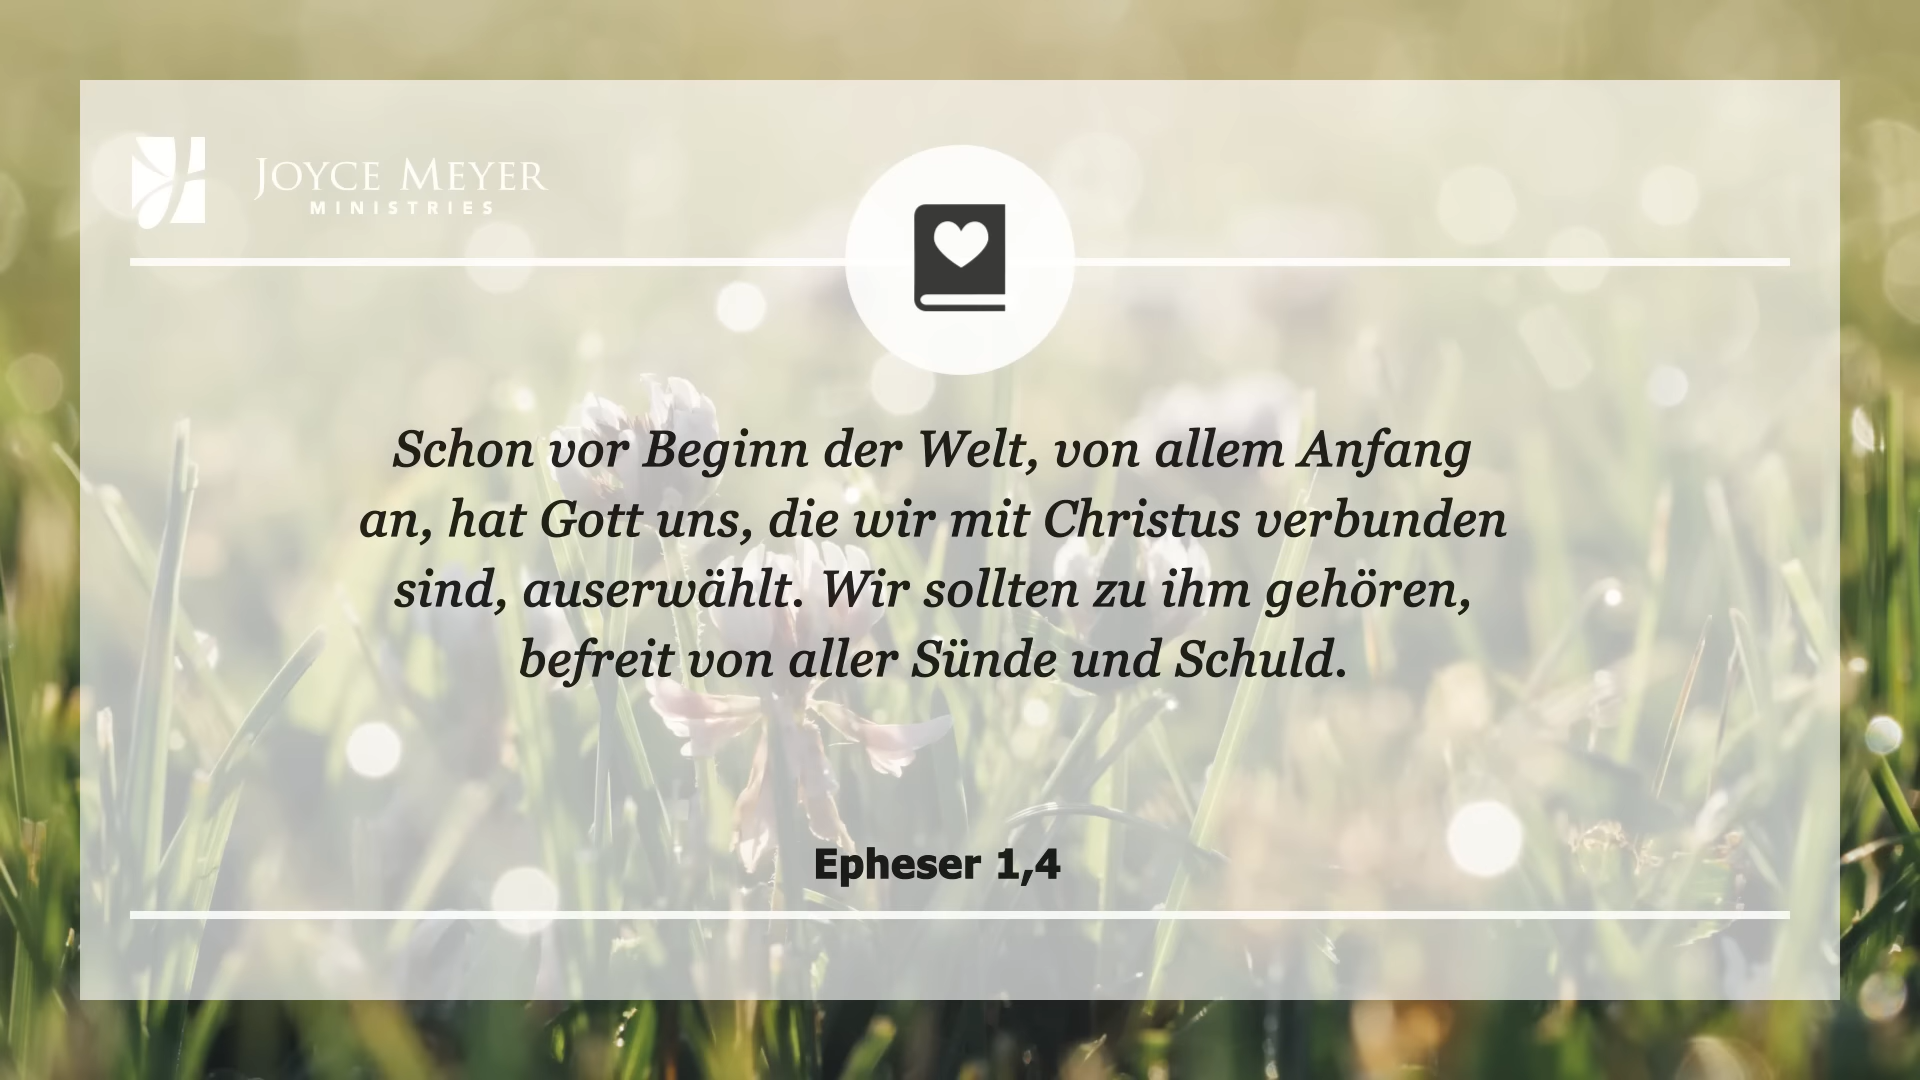 JOYCE MEYER
MINISTRIES
Schon vor Beginn der Welt, von allem Anfang
an, hat Gott uns, die wir mit Christus verbunden
sind, auserwählt. Wir sollten zu ihm gehören,
befreit von aller Sünde und Schuld.
Epheser 1,4